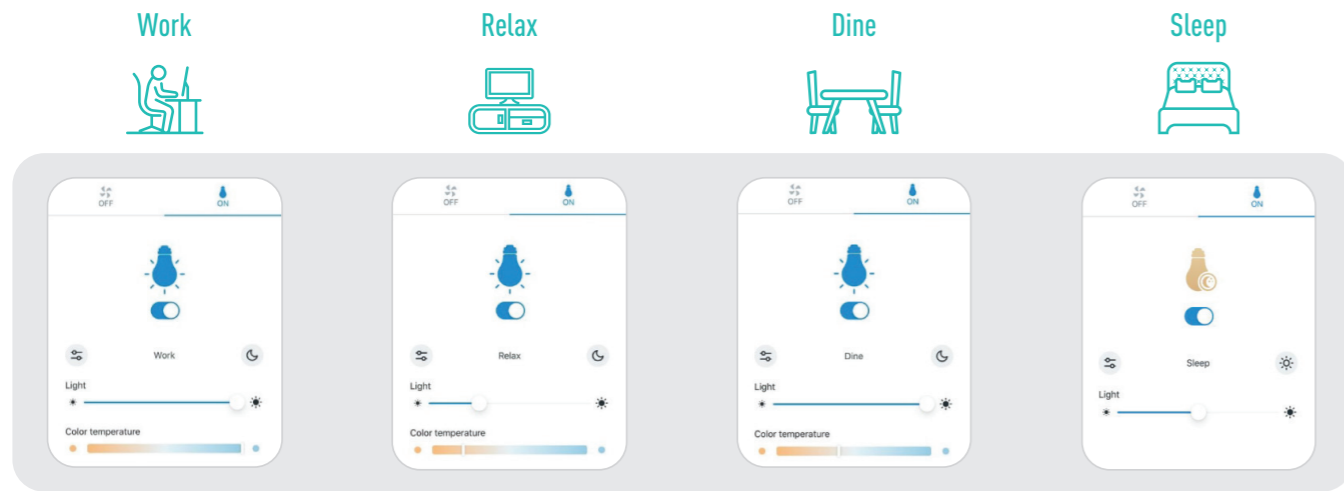 Work
Relax
Dine
Sleep
OFF
ON
Work
Light
Color temperature
OFF
ON
Relax
Light
Color temperature
OFF
ON
Dine
Light
Color temperature
OFF
ON
Sleep
Light